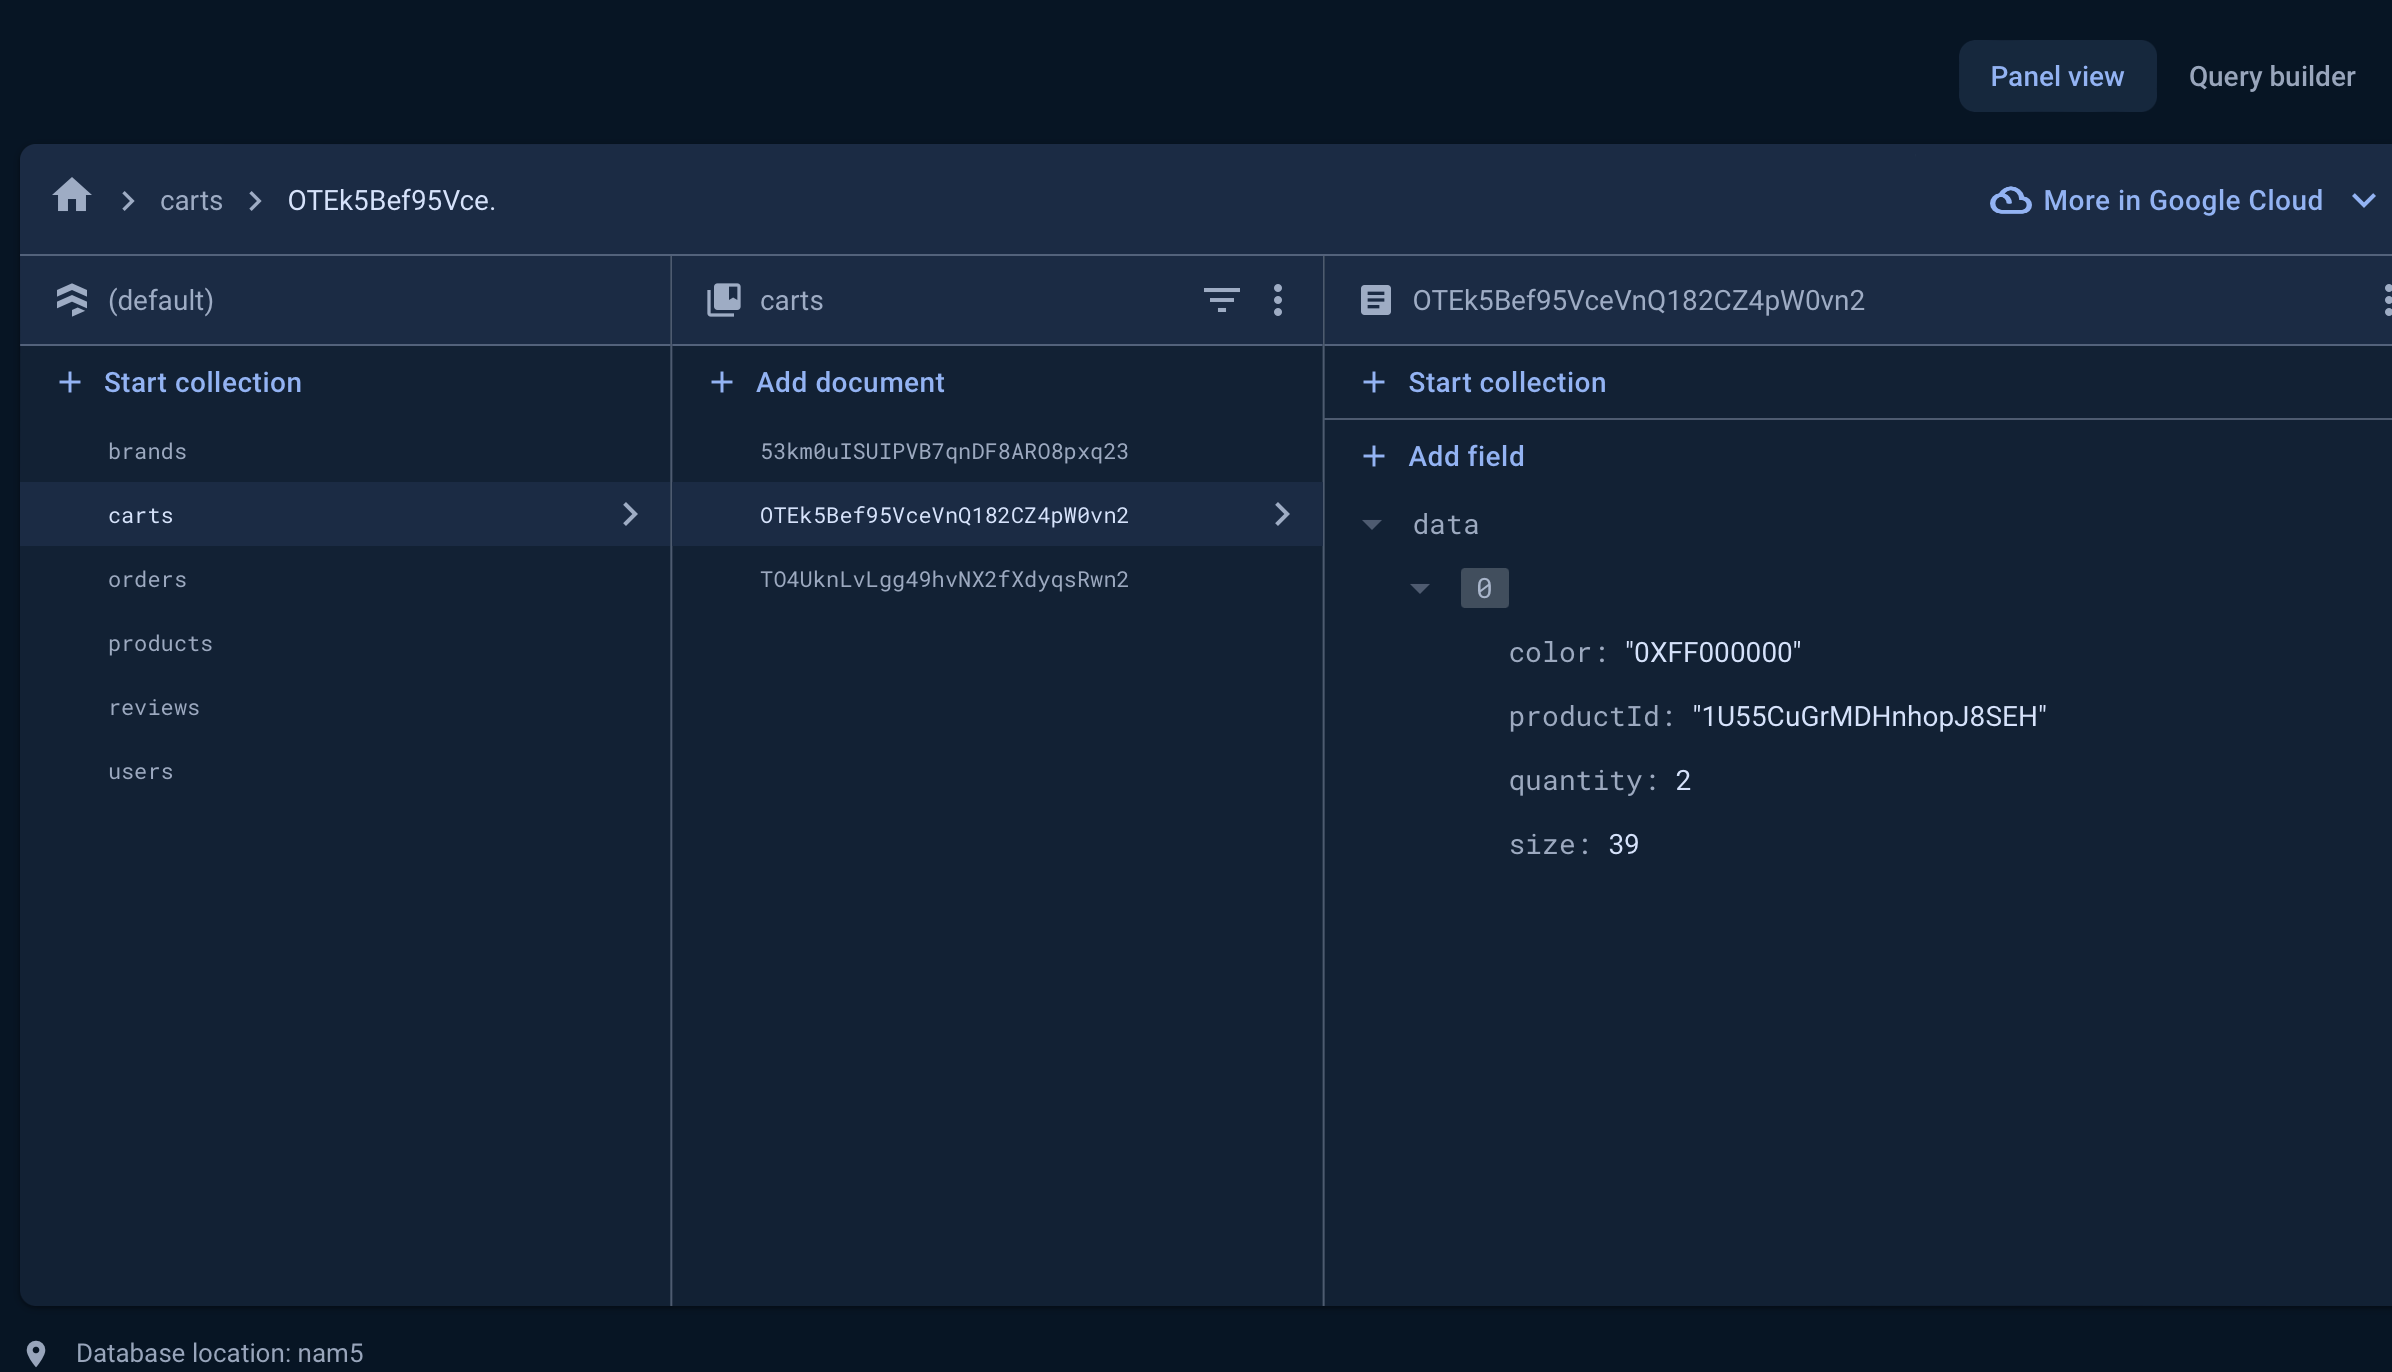 Panel view
Query builder
carts
OTEk5Bef95Vce.
More in Google Cloud
(default)
carts
OTEk5Bef95VceVnQ182CZ4pW0vn2
Start collection
Add document
Start collection
brands
carts
orders
products
reviews
users
53km0uISUIPVB7qnDF8ARO8pxq23
OTEk5Bef95VceVnQ182CZ4pW0vn2
TO4UknLvLgg49hvNX2fXdyqsRwn2
Add field
data
0
color: "0XFF000000"
productId: "1U55CuGrMDHnhopJ8SEH"
quantity: 2
size: 39
Database location: nam5